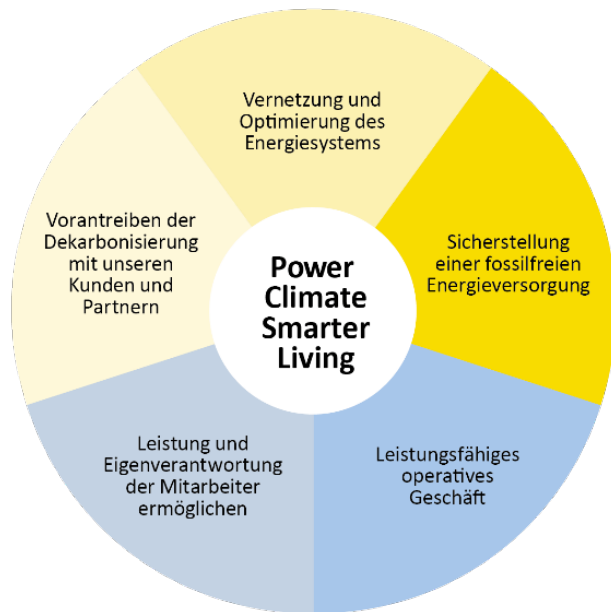 Vernetzung und
Optimierung des
Energiesystems
Sicherstellung
einer fossilfreien
Energieversorgung
Leistungsfähiges
operatives
Geschäft
Leistung und
Eigenverantwortung
der Mitarbeiter
ermöglichen
Vorantreiben der
Dekarbonisierung
mit unseren
Kunden und
Partnern
Power
Climate
Smarter
Living